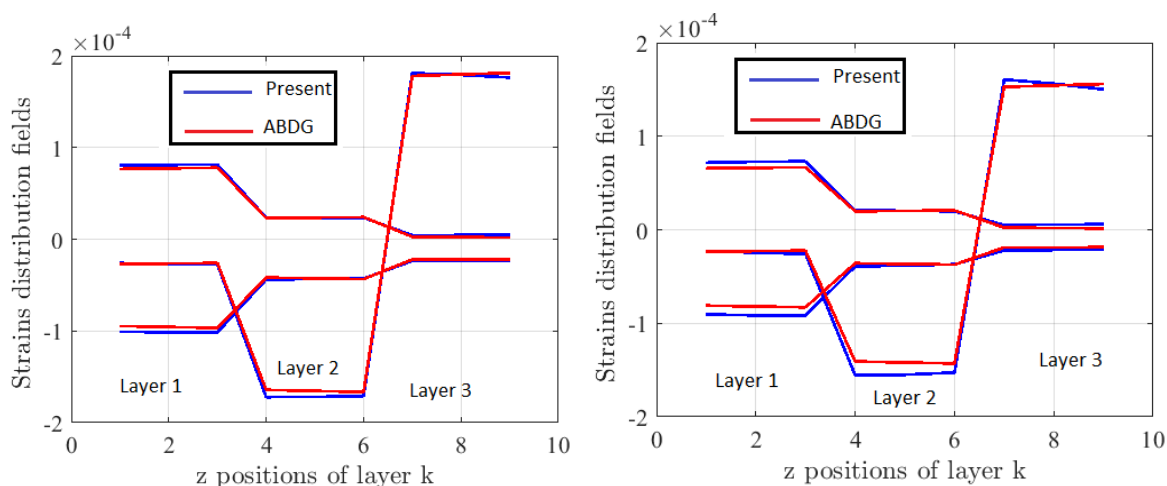 ×10⁻⁴
2
1
0
-1
-2
Strains distribution fields
Present
ABDG
Layer 1
Layer 2
Layer 3
0
2
4
6
8
10
z positions of layer k
×10⁻⁴
2
1
0
-1
-2
Strains distribution fields
Present
ABDG
Layer 1
Layer 2
Layer 3
0
2
4
6
8
10
z positions of layer k